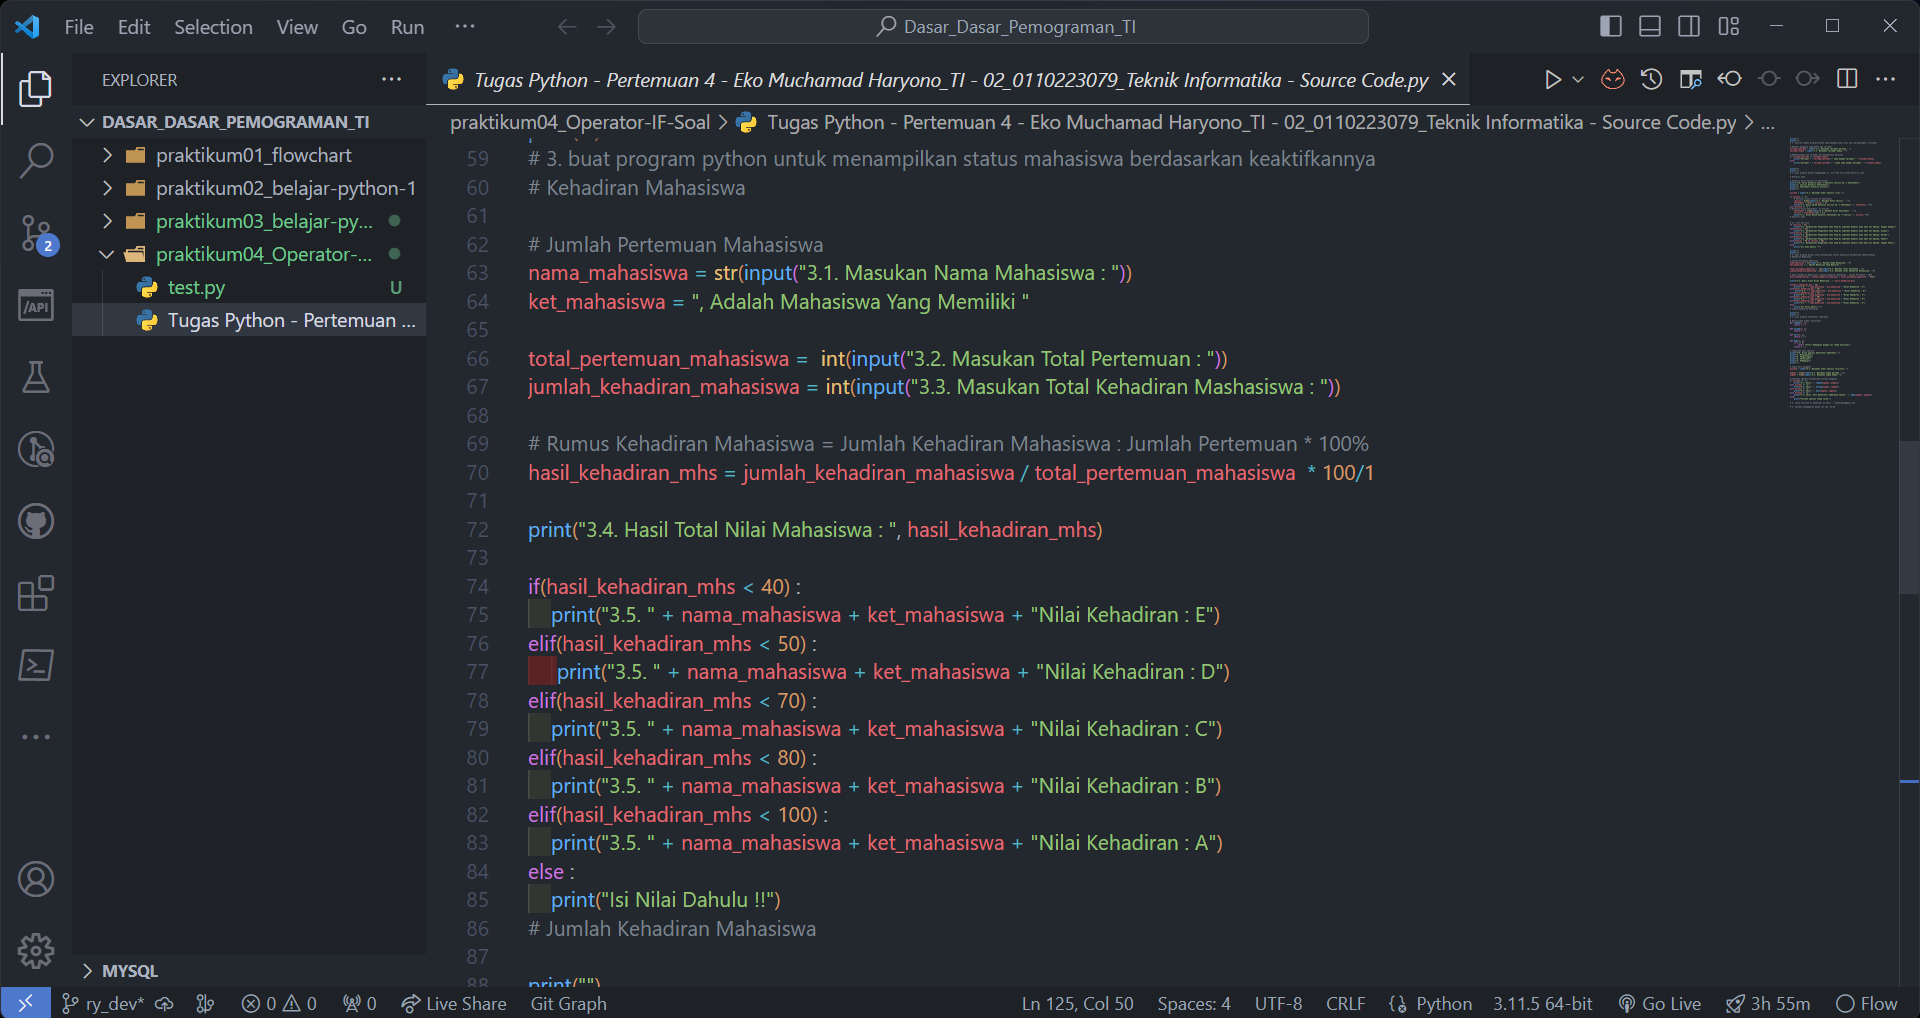 File Edit Selection View Go Run ... Dasar_Dasar_Pemograman_TI
EXPLORER ...
Tugas Python - Pertemuan 4 - Eko Muchamad Haryono_TI - 02_0110223079_Teknik Informatika - Source Code.py
praktikum04_Operator-IF-Soal > Tugas Python - Pertemuan 4 - Eko Muchamad Haryono_TI - 02_0110223079_Teknik Informatika - Source Code.py > ...
DASAR_DASAR_PEMOGRAMAN_TI
praktikum01_flowchart
praktikum02_belajar-python-1
praktikum03_belajar-py...
praktikum04_Operator-...
test.py U
Tugas Python - Pertemuan ...
2
/API
MYSQL
59 # 3. buat program python untuk menampilkan status mahasiswa berdasarkan keaktifkannya
60 # Kehadiran Mahasiswa
61
62 # Jumlah Pertemuan Mahasiswa
63 nama_mahasiswa = str(input("3.1. Masukan Nama Mahasiswa : "))
64 ket_mahasiswa = ", Adalah Mahasiswa Yang Memiliki "
65
66 total_pertemuan_mahasiswa =  int(input("3.2. Masukan Total Pertemuan : "))
67 jumlah_kehadiran_mahasiswa = int(input("3.3. Masukan Total Kehadiran Mashasiswa : "))
68
69 # Rumus Kehadiran Mahasiswa = Jumlah Kehadiran Mahasiswa : Jumlah Pertemuan * 100%
70 hasil_kehadiran_mhs = jumlah_kehadiran_mahasiswa / total_pertemuan_mahasiswa  * 100/1
71
72 print("3.4. Hasil Total Nilai Mahasiswa : ", hasil_kehadiran_mhs)
73
74 if(hasil_kehadiran_mhs < 40) :
75     print("3.5. " + nama_mahasiswa + ket_mahasiswa + "Nilai Kehadiran : E")
76 elif(hasil_kehadiran_mhs < 50) :
77      print("3.5. " + nama_mahasiswa + ket_mahasiswa + "Nilai Kehadiran : D")
78 elif(hasil_kehadiran_mhs < 70) :
79     print("3.5. " + nama_mahasiswa + ket_mahasiswa + "Nilai Kehadiran : C")
80 elif(hasil_kehadiran_mhs < 80) :
81     print("3.5. " + nama_mahasiswa + ket_mahasiswa + "Nilai Kehadiran : B")
82 elif(hasil_kehadiran_mhs < 100) :
83     print("3.5. " + nama_mahasiswa + ket_mahasiswa + "Nilai Kehadiran : A")
84 else :
85     print("Isi Nilai Dahulu !!")
86 # Jumlah Kehadiran Mahasiswa
87
88 print("")
ry_dev* 0 0 0 Live Share Git Graph Ln 125, Col 50 Spaces: 4 UTF-8 CRLF Python 3.11.5 64-bit Go Live 3h 55m Flow